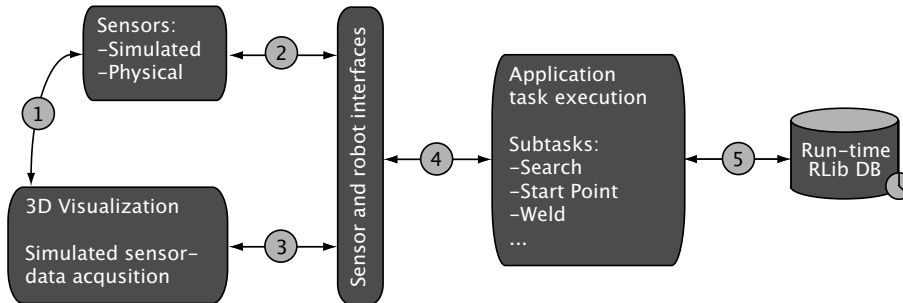 Sensors:
–Simulated
–Physical
1
2
3D Visualization
Simulated sensor-
data acqusition
3
Sensor and robot interfaces
4
Application
task execution
Subtasks:
–Search
–Start Point
–Weld
...
5
Run-time
RLib DB